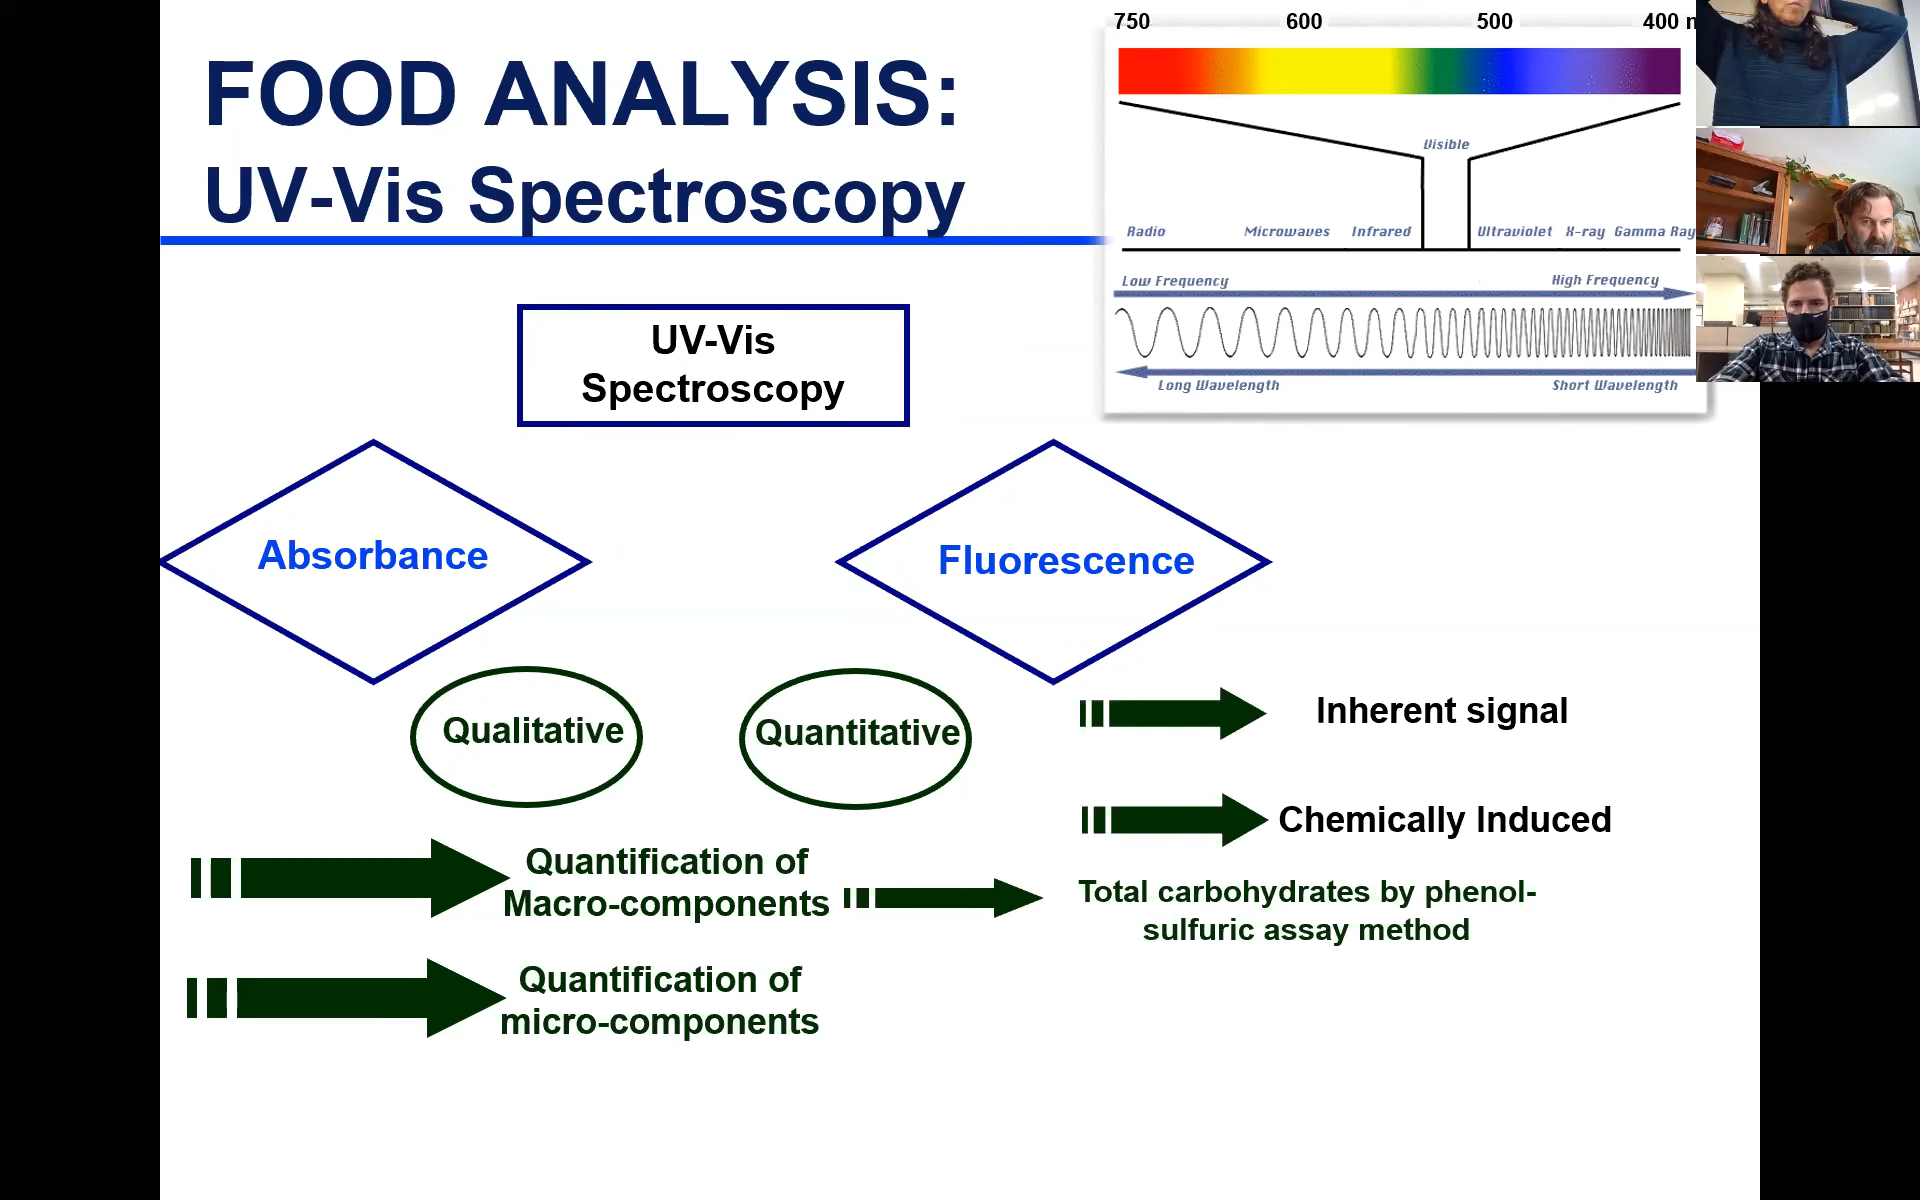 FOOD ANALYSIS:
UV-Vis Spectroscopy
750 600 500 400 n
Visible
Radio Microwaves Infrared Ultraviolet X-ray Gamma Ray
Low Frequency High Frequency
Long Wavelength Short Wavelength
UV-Vis
Spectroscopy
Absorbance
Fluorescence
Qualitative
Quantitative
Inherent signal
Chemically Induced
Quantification of
Macro-components
Total carbohydrates by phenol-
sulfuric assay method
Quantification of
micro-components